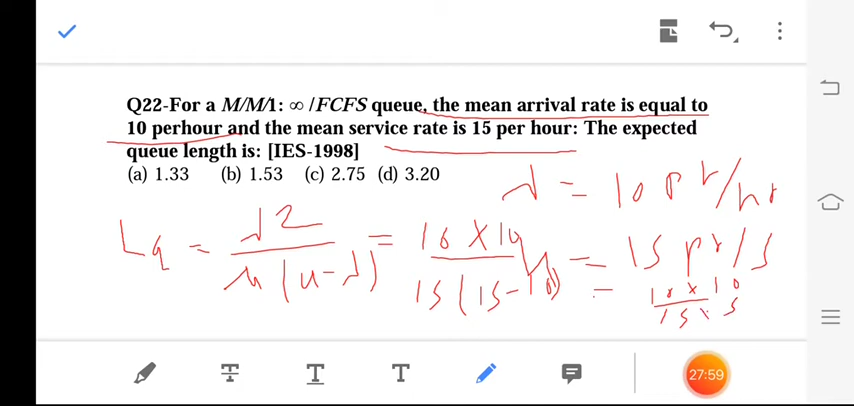 Q22-For a M/M/1: ∞ /FCFS queue, the mean arrival rate is equal to
10 perhour and the mean service rate is 15 per hour: The expected
queue length is: [IES-1998]
(a) 1.33 (b) 1.53 (c) 2.75 (d) 3.20
λ = 10 pr/hr
Lq = λ2 / μ(μ-λ) = 10 X 10 / 15(15-10) =
μ = 15 pr/s
10 x 10 / 15 x 5
T T T
27:59